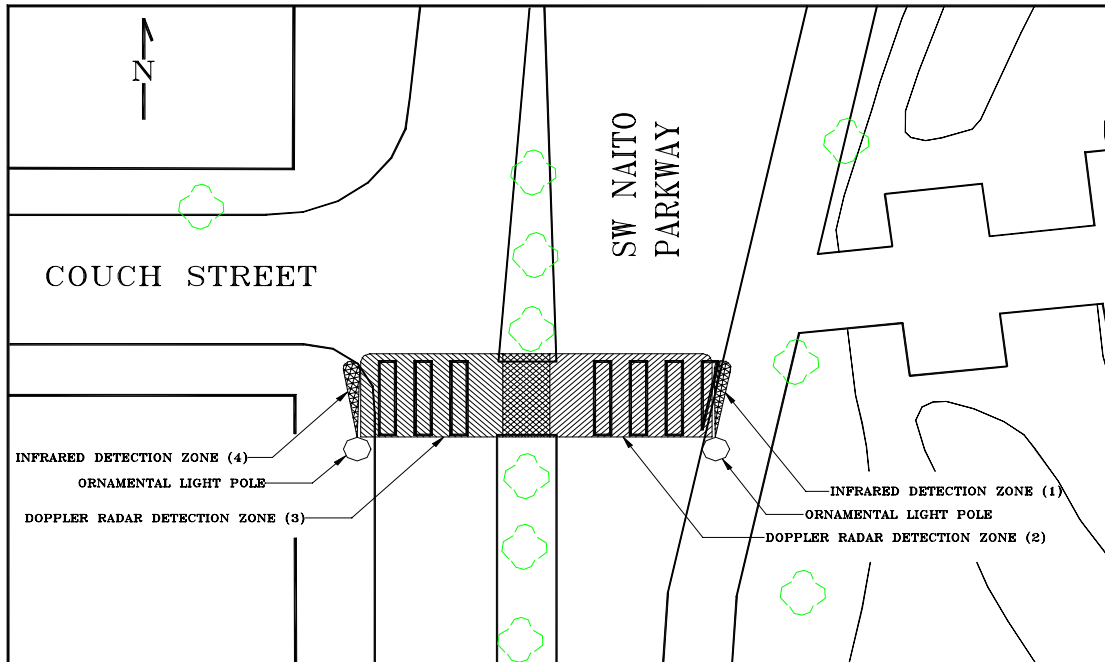 N
SW NAITO
PARKWAY
COUCH STREET
INFRARED DETECTION ZONE (4)
ORNAMENTAL LIGHT POLE
DOPPLER RADAR DETECTION ZONE (3)
INFRARED DETECTION ZONE (1)
ORNAMENTAL LIGHT POLE
DOPPLER RADAR DETECTION ZONE (2)